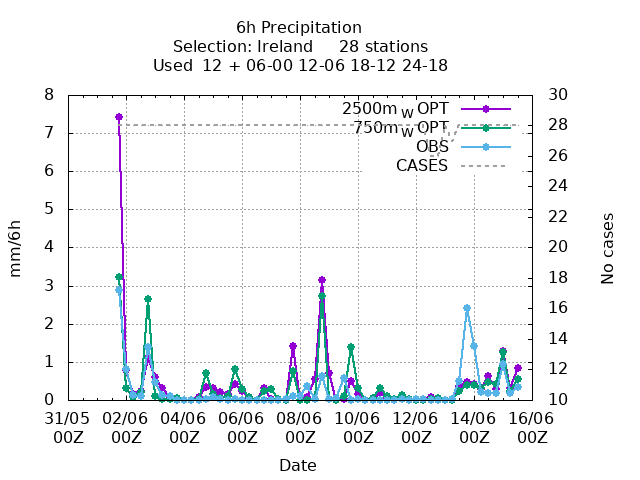 6h Precipitation
Selection: Ireland     28 stations
Used  12 + 06-00 12-06 18-12 24-18
8 30
7 28
6 26
5 24
4 22
3 20
2 18
1 16
0 14
12
10
2500m W OPT
750m W OPT
OBS
CASES
mm/6h
No cases
31/05 02/06 04/06 06/06 08/06 10/06 12/06 14/06 16/06
00Z 00Z 00Z 00Z 00Z 00Z 00Z 00Z 00Z
Date